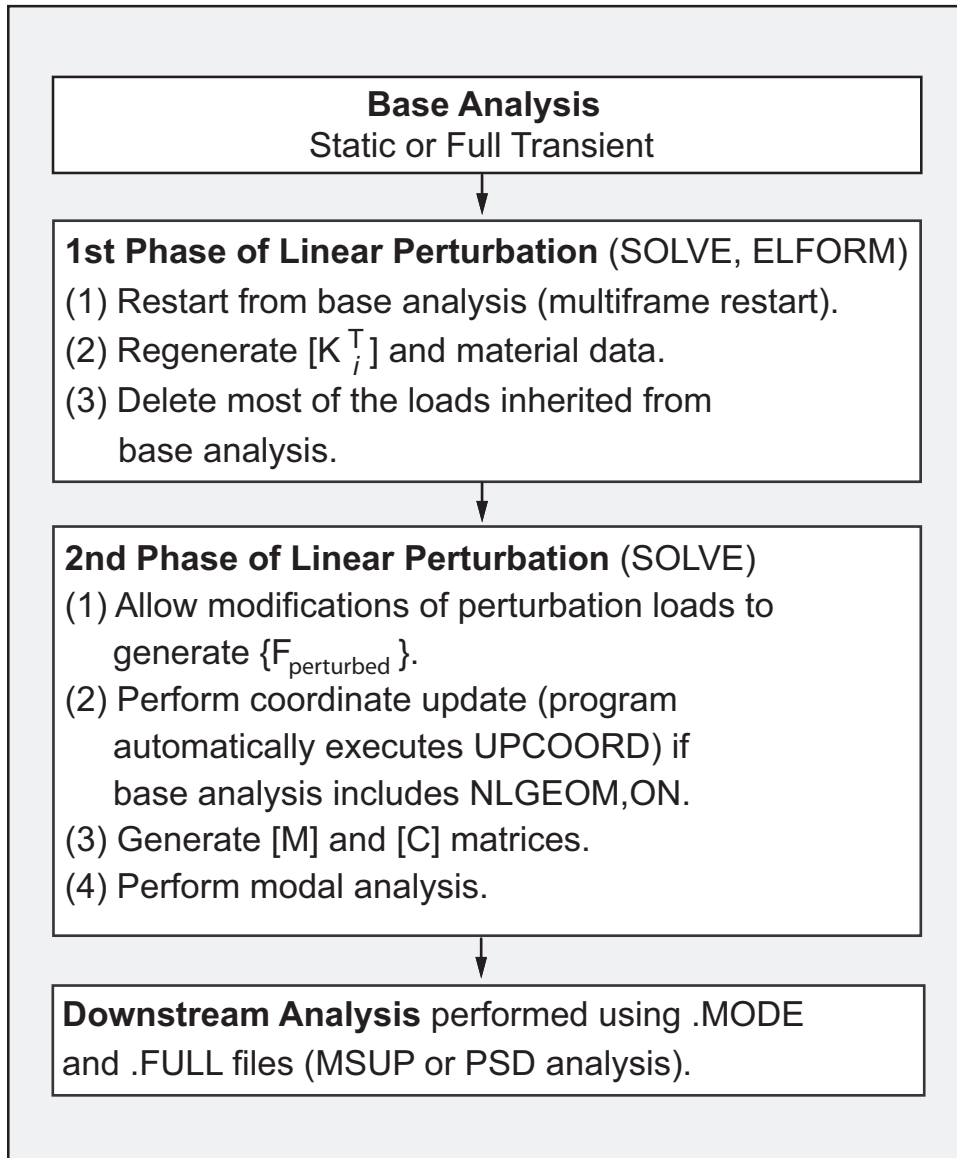 Base Analysis
Static or Full Transient
1st Phase of Linear Perturbation (SOLVE, ELFORM)
(1) Restart from base analysis (multiframe restart).
(2) Regenerate [K_i^T] and material data.
(3) Delete most of the loads inherited from
base analysis.
2nd Phase of Linear Perturbation (SOLVE)
(1) Allow modifications of perturbation loads to
generate {F_perturbed}.
(2) Perform coordinate update (program
automatically executes UPCOORD) if
base analysis includes NLGEOM,ON.
(3) Generate [M] and [C] matrices.
(4) Perform modal analysis.
Downstream Analysis performed using .MODE
and .FULL files (MSUP or PSD analysis).